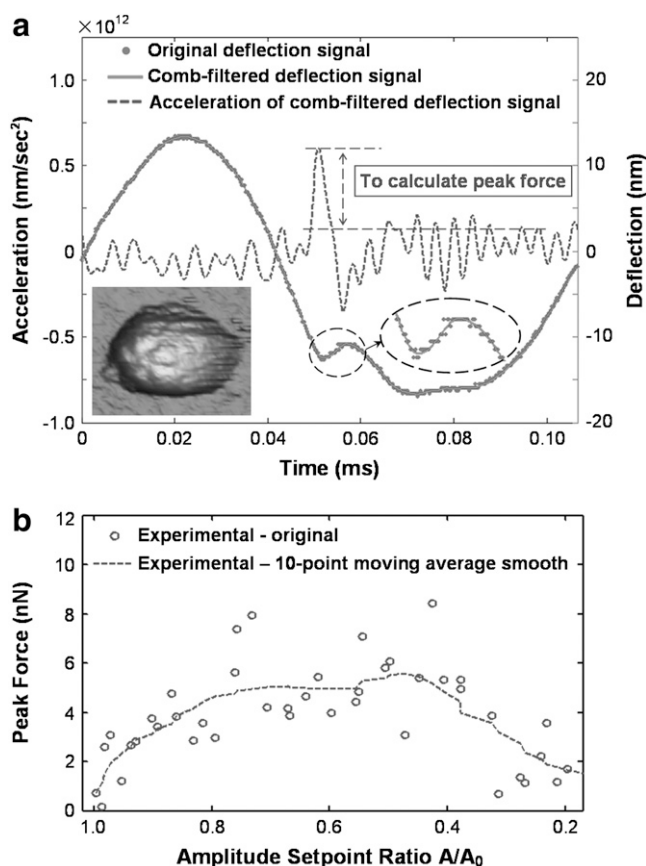 a
×10¹²
Original deflection signal
Comb-filtered deflection signal
Acceleration of comb-filtered deflection signal
To calculate peak force
Acceleration (nm/sec²)
1.0
0.5
0
-0.5
-1.0
Deflection (nm)
20
10
0
-10
-20
0
0.02
0.04
0.06
0.08
0.10
Time (ms)
b
Experimental - original
Experimental – 10-point moving average smooth
Peak Force (nN)
12
10
8
6
4
2
0
1.0
0.8
0.6
0.4
0.2
Amplitude Setpoint Ratio A/A₀